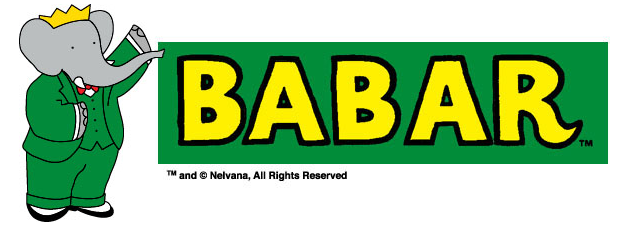 BABAR™
™ and © Nelvana, All Rights Reserved